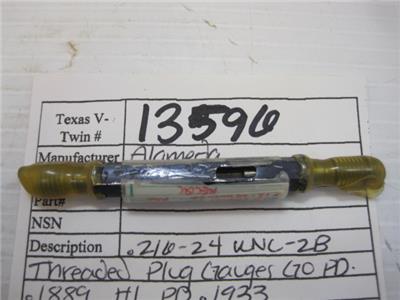 Texas V-
Twin #
13596
Manufacturer Alameda
Part#
NSN
Description .216-24 UNC-2B
Threaded Plug Gauges GO PD.
.1889 HI PD .1933